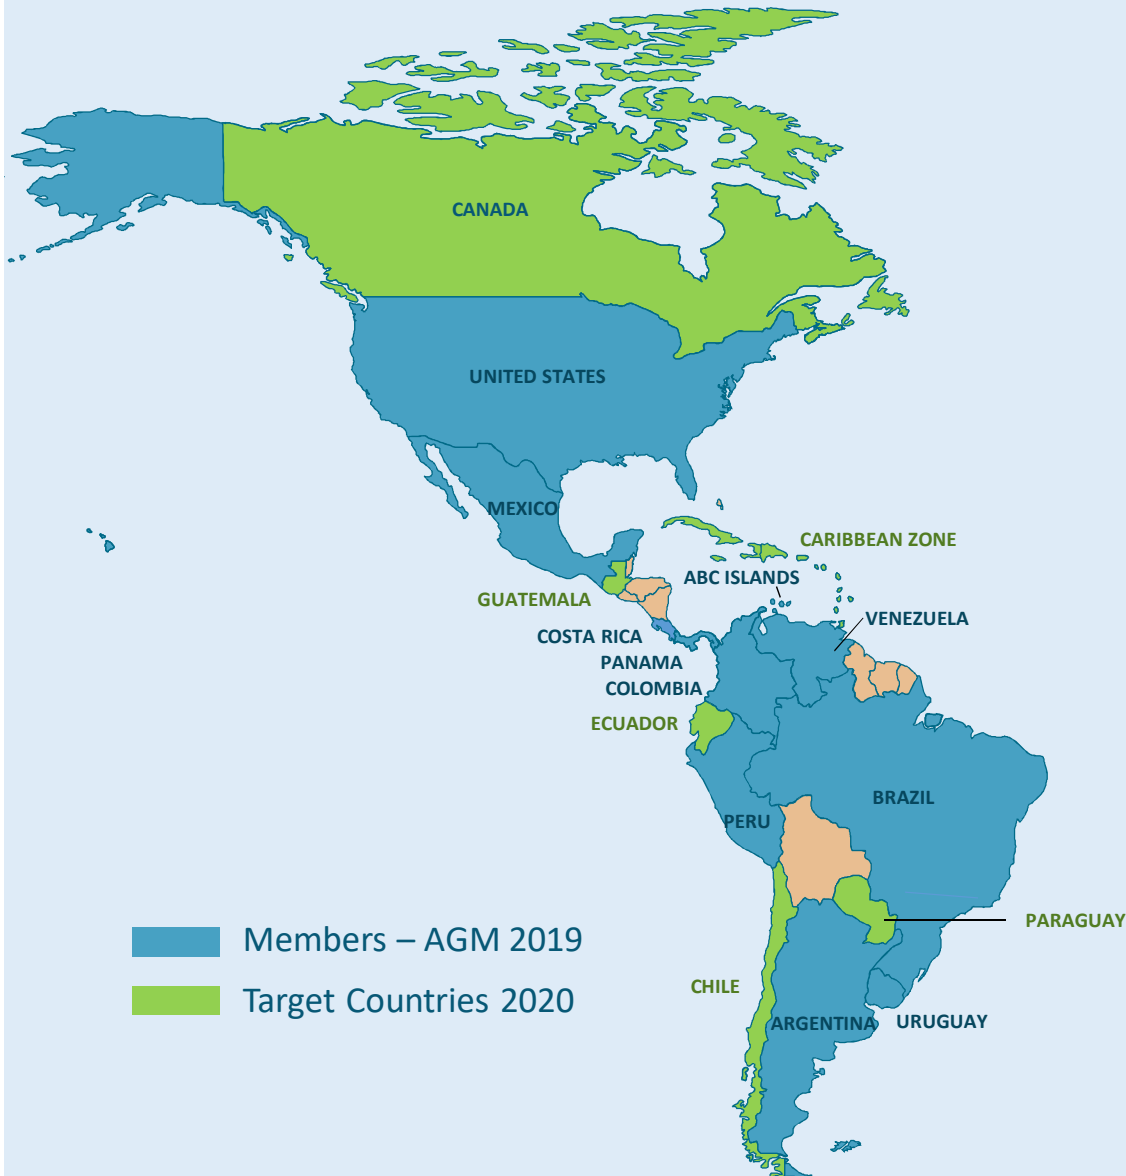 CANADA
UNITED STATES
MEXICO
CARIBBEAN ZONE
ABC ISLANDS
GUATEMALA
VENEZUELA
COSTA RICA
PANAMA
COLOMBIA
ECUADOR
BRAZIL
PERU
PARAGUAY
Members – AGM 2019
CHILE
Target Countries 2020
ARGENTINA
URUGUAY